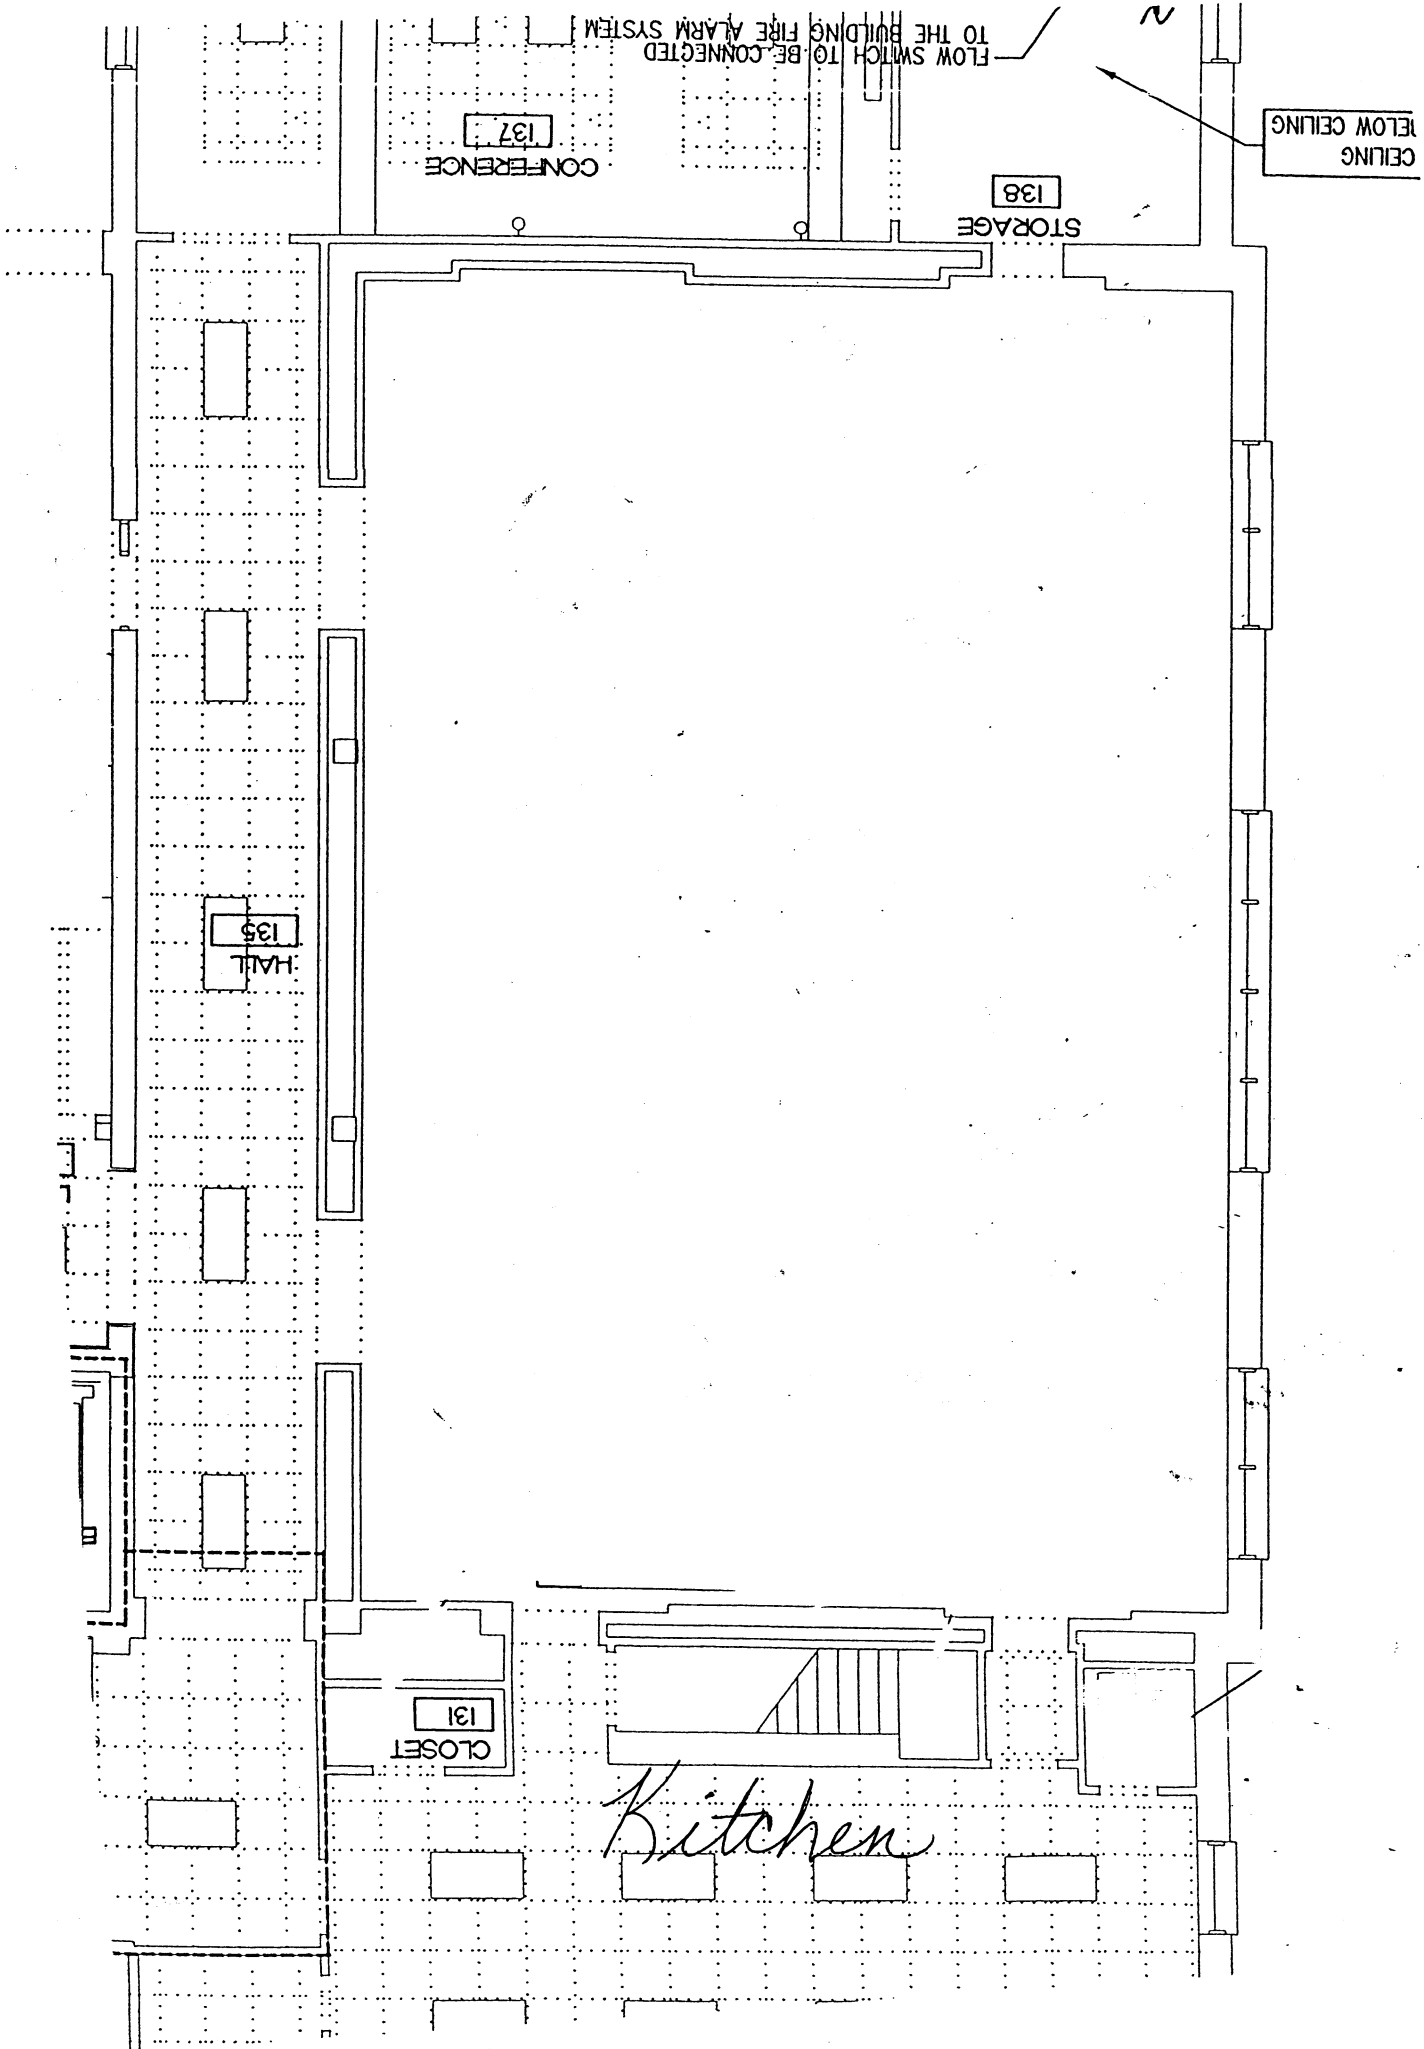 FLOW SWITCH TO BE CONNECTED
TO THE BUILDING FIRE ALARM SYSTEM
CEILING
ELOW CEILING
CONFERENCE
137
STORAGE
138
HALL
135
CLOSET
131
Kitchen